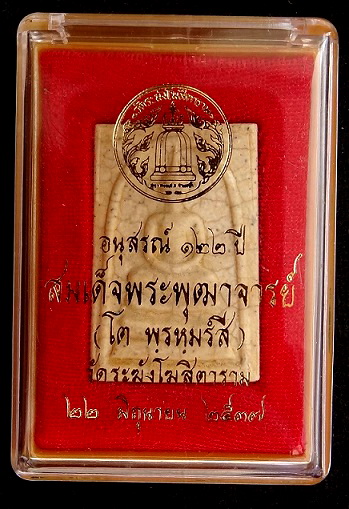 อนุสรณ์ ๑๒๒ ปี
สมเด็จพระพุฒาจารย์
(โต พฺรหฺมรํสี)
วัดระฆังโฆสิตาราม
๒๒ มิถุนายน ๒๕๓๗